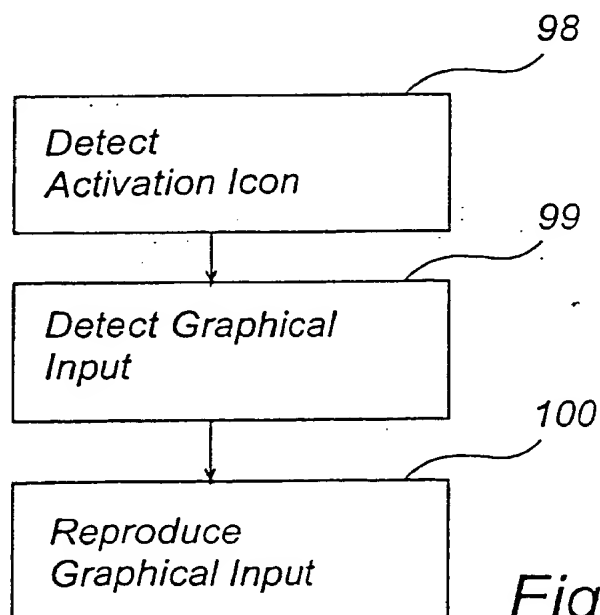 98
Detect
Activation Icon
99
Detect Graphical
Input
100
Reproduce
Graphical Input
Fig